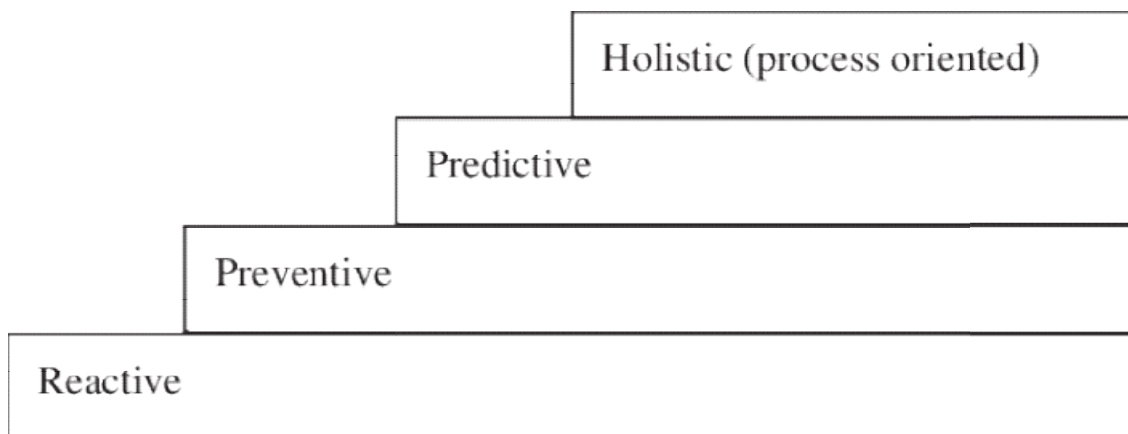 Holistic (process oriented)
Predictive
Preventive
Reactive